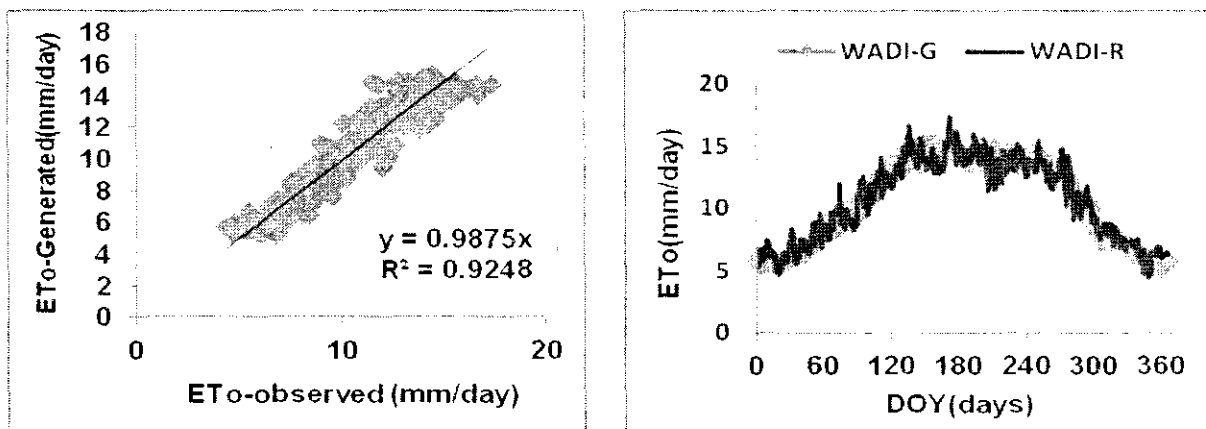 18
16
14
12
10
8
6
4
2
0
ETo-Generated(mm/day)
y = 0.9875x
R² = 0.9248
0 10 20
ETo-observed (mm/day)
WADI-G WADI-R
20
15
10
5
0
ETo(mm/day)
0 60 120 180 240 300 360
DOY(days)